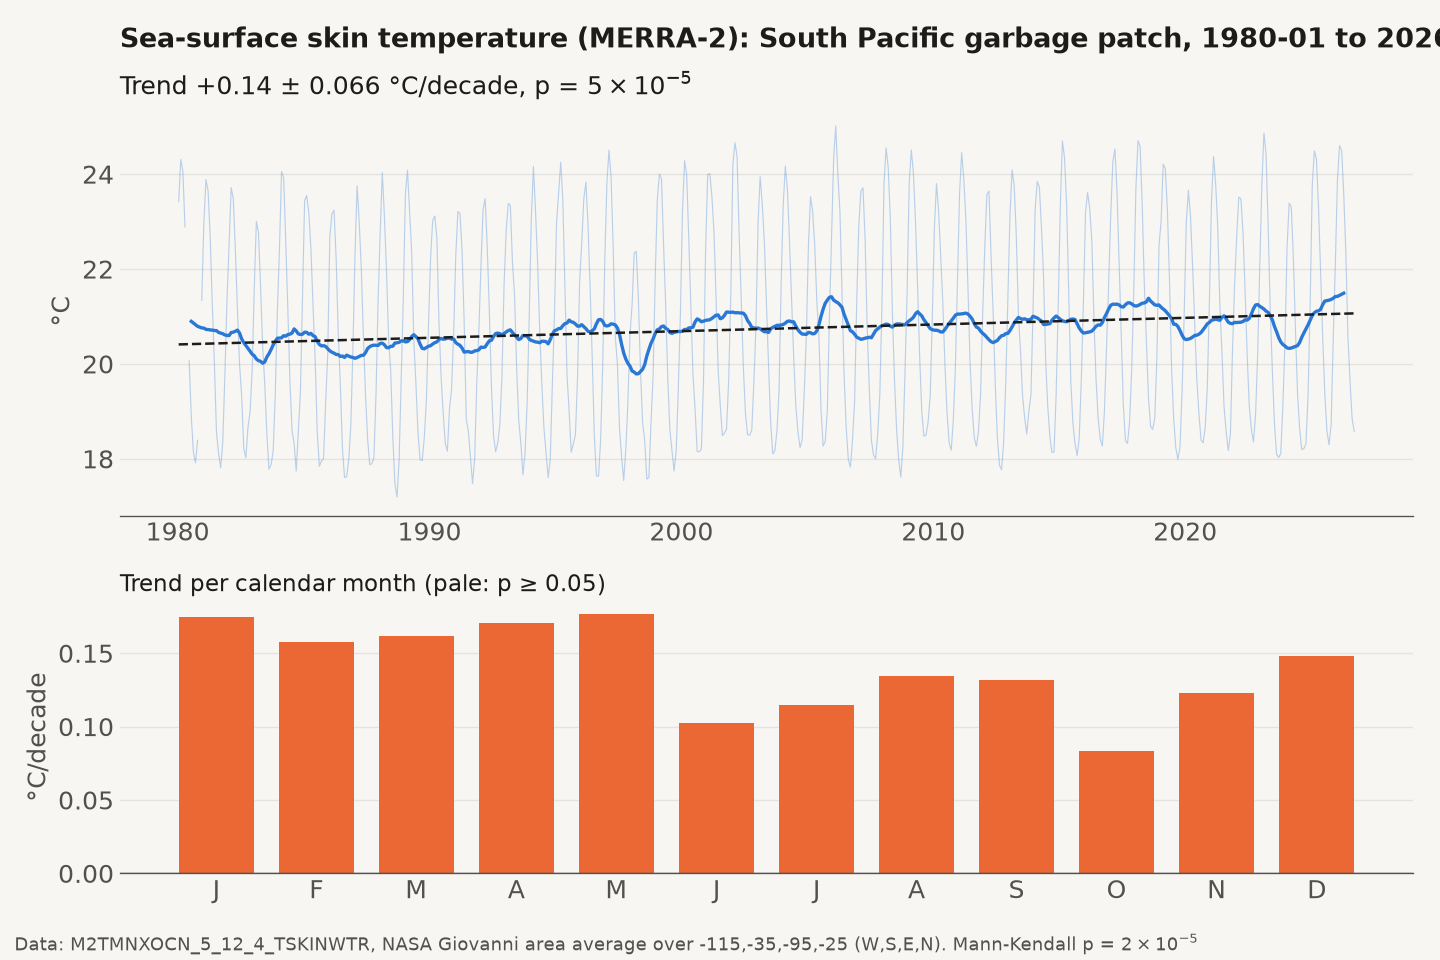 Sea-surface skin temperature (MERRA-2): South Pacific garbage patch, 1980-01 to 202
Trend +0.14 ± 0.066 °C/decade, p = 5 × 10⁻⁵
24
22
20
18
°C
1980 1990 2000 2010 2020
Trend per calendar month (pale: p ≥ 0.05)
0.15
0.10
0.05
0.00
°C/decade
J F M A M J J A S O N D
Data: M2TMNXOCN_5_12_4_TSKINWTR, NASA Giovanni area average over -115,-35,-95,-25 (W,S,E,N). Mann-Kendall p = 2 × 10⁻⁵